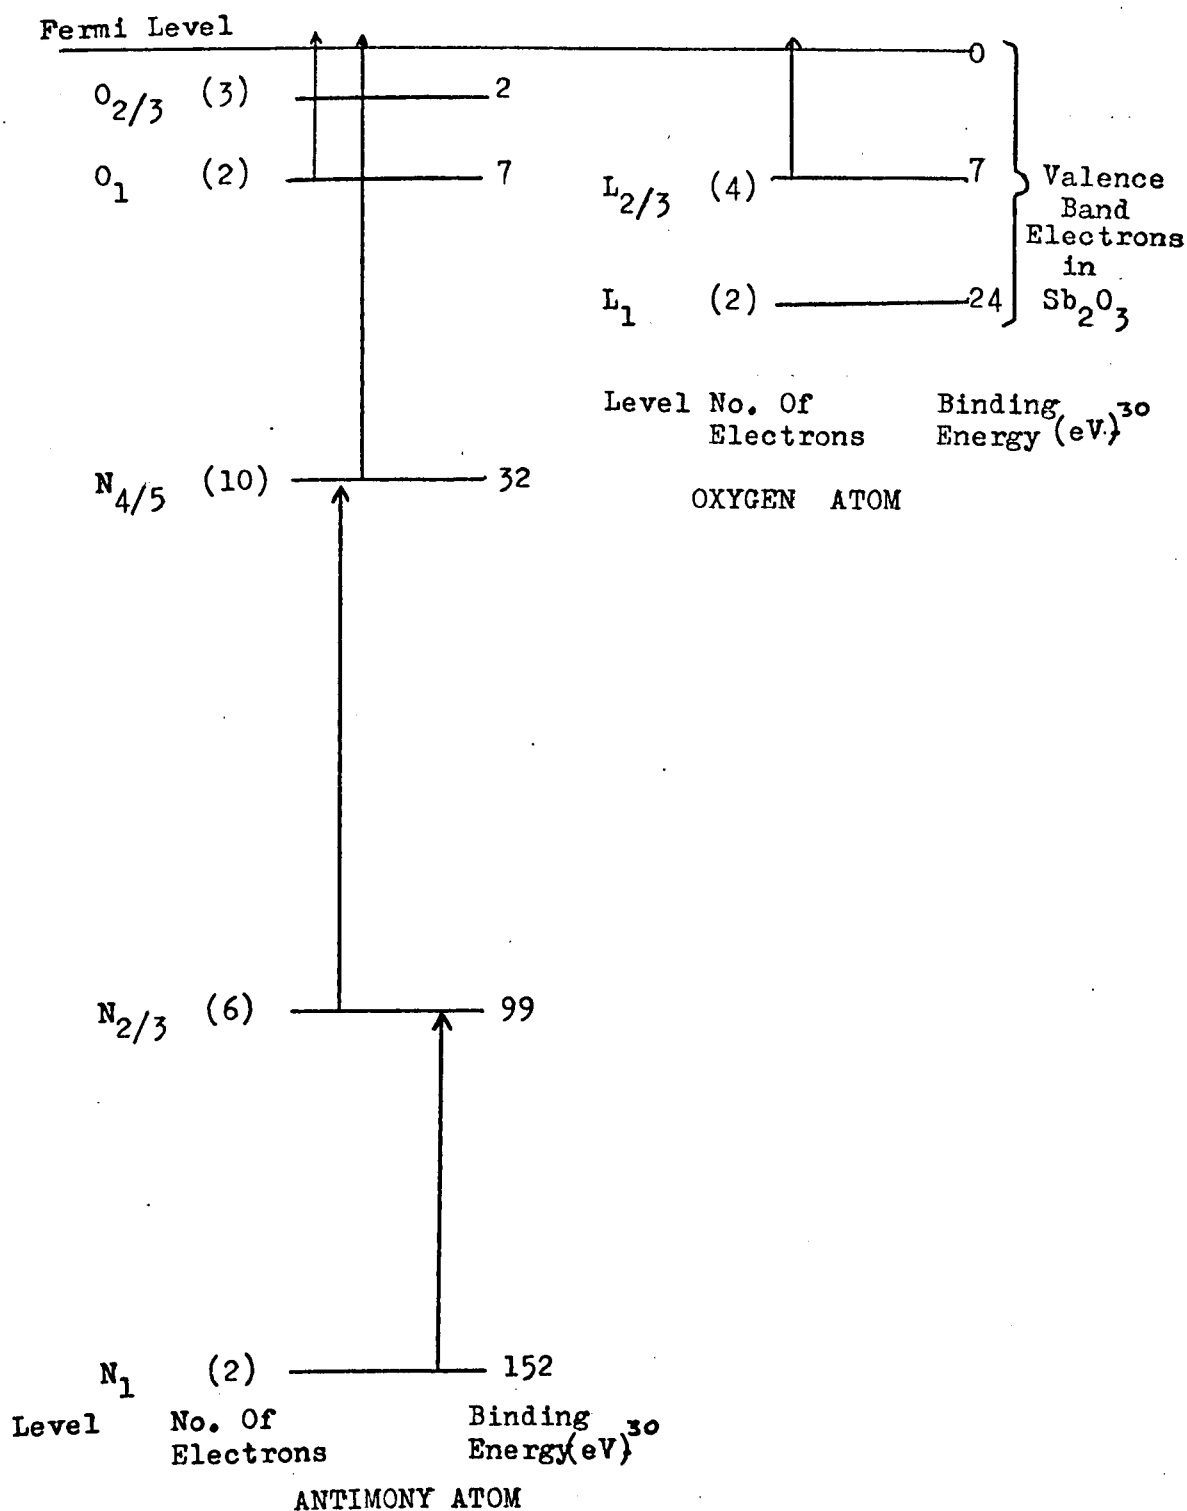 Fermi Level
0
O2/3 (3) 2
O1 (2) 7
L2/3 (4) 7
Valence
Band
Electrons
in
Sb2O3
L1 (2) 24
Level No. Of Electrons Binding Energy (eV.)30
OXYGEN ATOM
N4/5 (10) 32
N2/3 (6) 99
N1 (2) 152
Level No. Of Electrons Binding Energy(eV)30
ANTIMONY ATOM